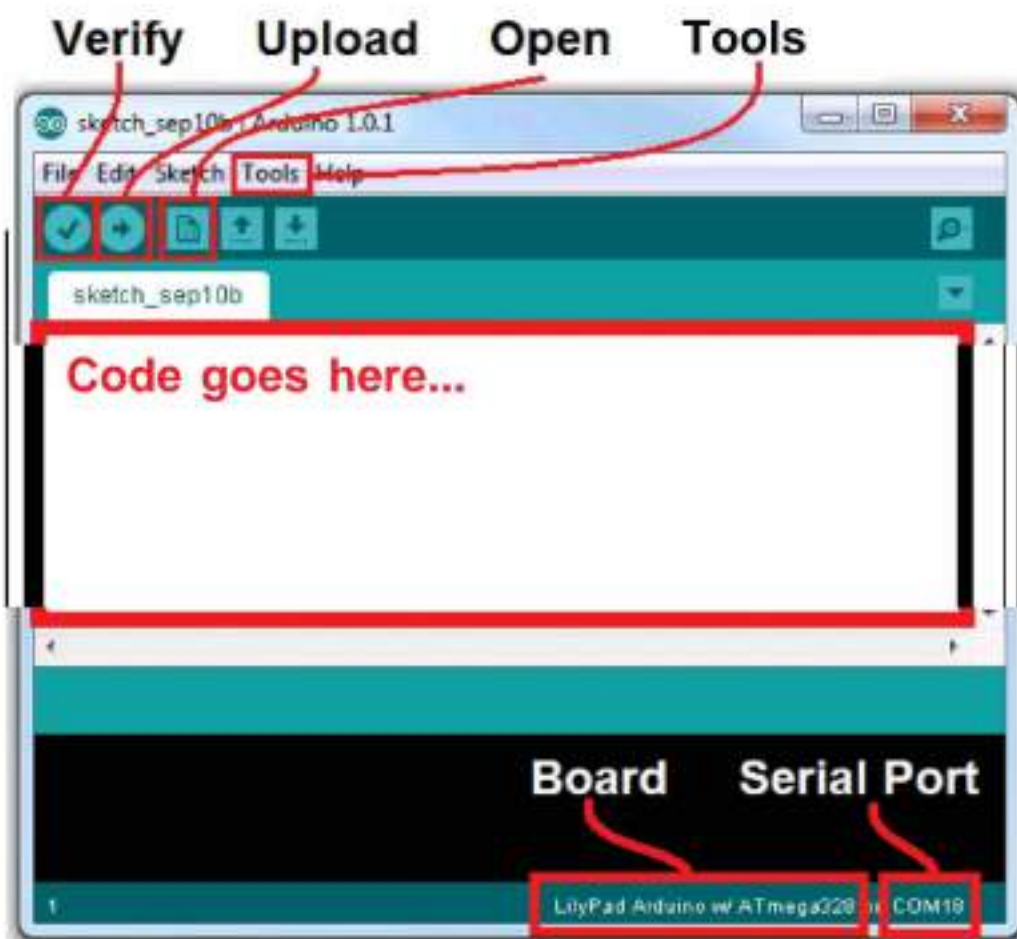 Verify Upload Open Tools
sketch_sep10b | Arduino 1.0.1
File Edit Sketch Tools Help
sketch_sep10b
Code goes here...
Board Serial Port
1 LilyPad Arduino w/ ATmega328 COM18